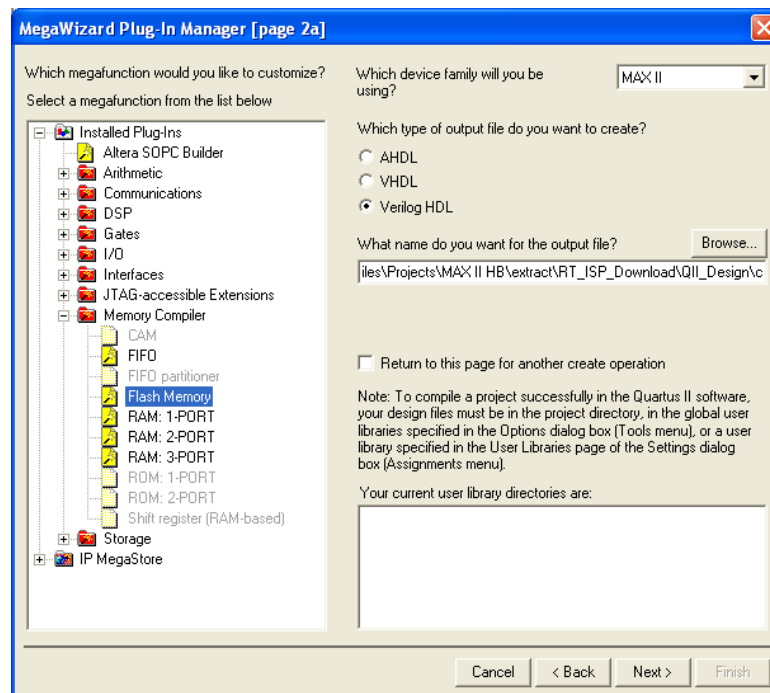 MegaWizard Plug-In Manager [page 2a]
Which megafunction would you like to customize?
Select a megafunction from the list below
Installed Plug-Ins
Altera SOPC Builder
Arithmetic
Communications
DSP
Gates
I/O
Interfaces
JTAG-accessible Extensions
Memory Compiler
CAM
FIFO
FIFO partitioner
Flash Memory
RAM: 1-PORT
RAM: 2-PORT
RAM: 3-PORT
ROM: 1-PORT
ROM: 2-PORT
Shift register (RAM-based)
Storage
IP MegaStore
Which device family will you be
using?
MAX II
Which type of output file do you want to create?
AHDL
VHDL
Verilog HDL
What name do you want for the output file?
Browse...
iles\Projects\MAX II HB\extract\RT_ISP_Download\QII_Design\c
Return to this page for another create operation
Note: To compile a project successfully in the Quartus II software,
your design files must be in the project directory, in the global user
libraries specified in the Options dialog box (Tools menu), or a user
library specified in the User Libraries page of the Settings dialog
box (Assignments menu).
Your current user library directories are:
Cancel
< Back
Next >
Finish